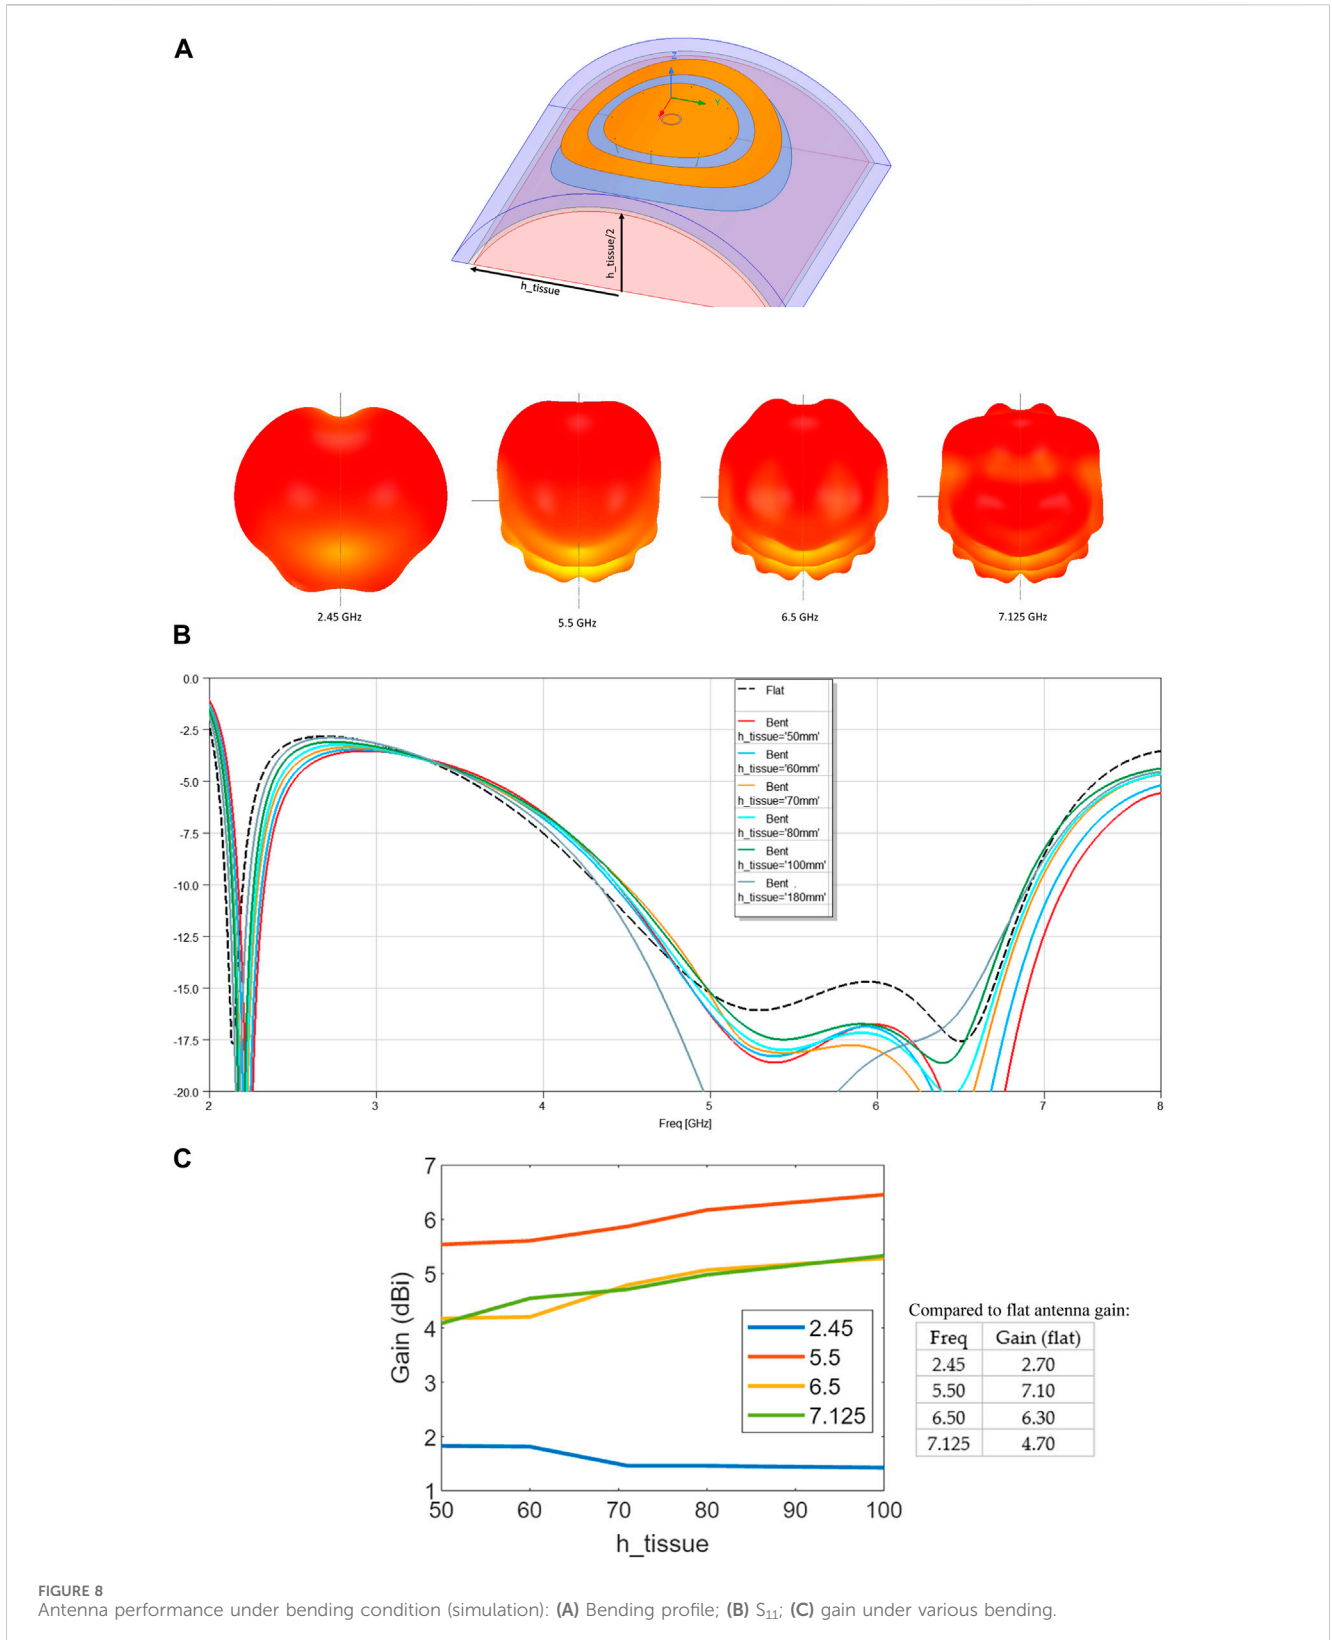 A
Z
Y
h_tissue/2
h_tissue
2.45 GHz
5.5 GHz
6.5 GHz
7.125 GHz
B
0.0
-2.5
-5.0
-7.5
-10.0
-12.5
-15.0
-17.5
-20.0
2
3
4
5
6
7
8
Freq [GHz]
Flat
Bent
h_tissue='50mm'
Bent
h_tissue='60mm'
Bent
h_tissue='70mm'
Bent
h_tissue='80mm'
Bent
h_tissue='100mm'
Bent
h_tissue='180mm'
C
7
6
5
4
3
2
1
Gain (dBi)
50
60
70
80
90
100
h_tissue
2.45
5.5
6.5
7.125
Compared to flat antenna gain:
Freq Gain (flat)
2.45 2.70
5.50 7.10
6.50 6.30
7.125 4.70
FIGURE 8
Antenna performance under bending condition (simulation): (A) Bending profile; (B) S₁₁; (C) gain under various bending.